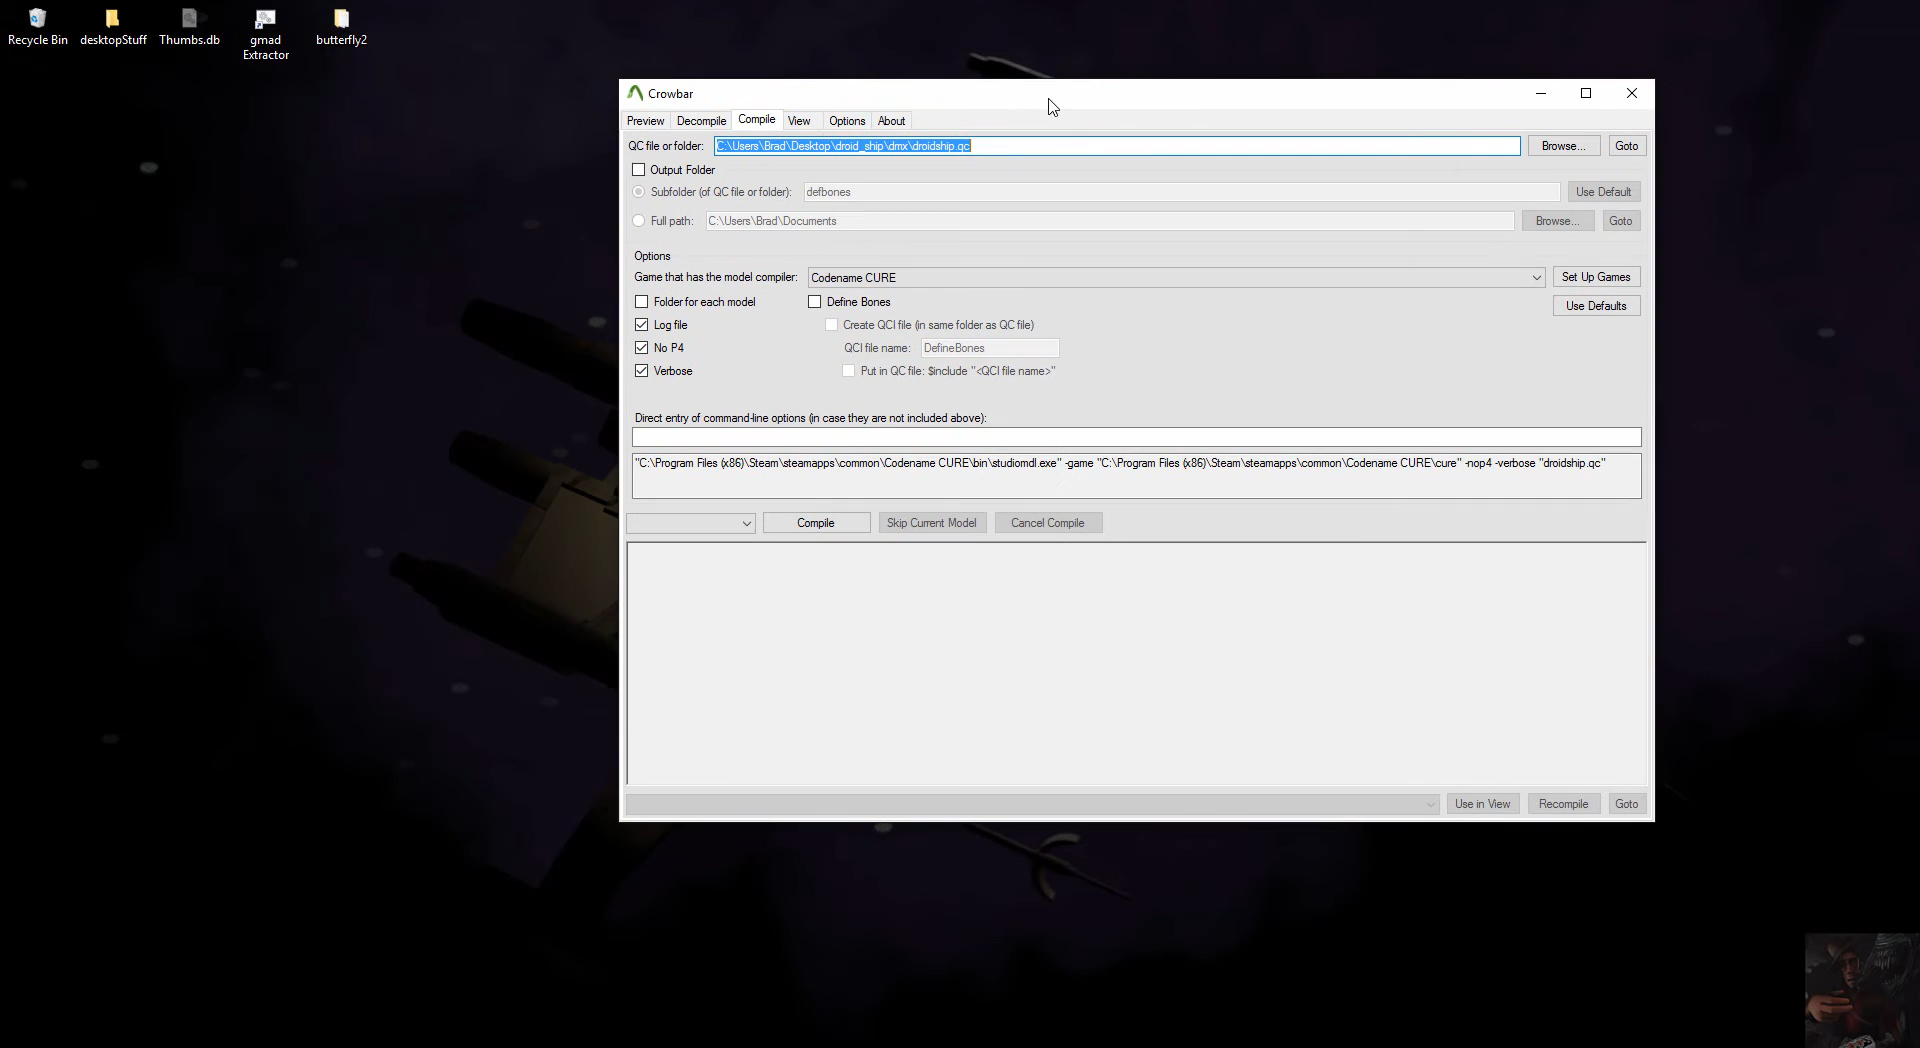 Recycle Bin
desktopStuff
Thumbs.db
gmad
Extractor
butterfly2
Crowbar
Preview Decompile Compile View Options About
QC file or folder: C:\Users\Brad\Desktop\droid_ship\dmx\droidship.qc Browse... Goto
Output Folder
Subfolder (of QC file or folder): defbones Use Default
Full path: C:\Users\Brad\Documents Browse... Goto
Options
Game that has the model compiler: Codename CURE Set Up Games
Folder for each model Define Bones Use Defaults
Log file Create QCI file (in same folder as QC file)
No P4 QCI file name: DefineBones
Verbose Put in QC file: $include "<QCI file name>"
Direct entry of command-line options (in case they are not included above):
"C:\Program Files (x86)\Steam\steamapps\common\Codename CURE\bin\studiomdl.exe" -game "C:\Program Files (x86)\Steam\steamapps\common\Codename CURE\cure" -nop4 -verbose "droidship.qc"
Compile Skip Current Model Cancel Compile
Use in View Recompile Goto